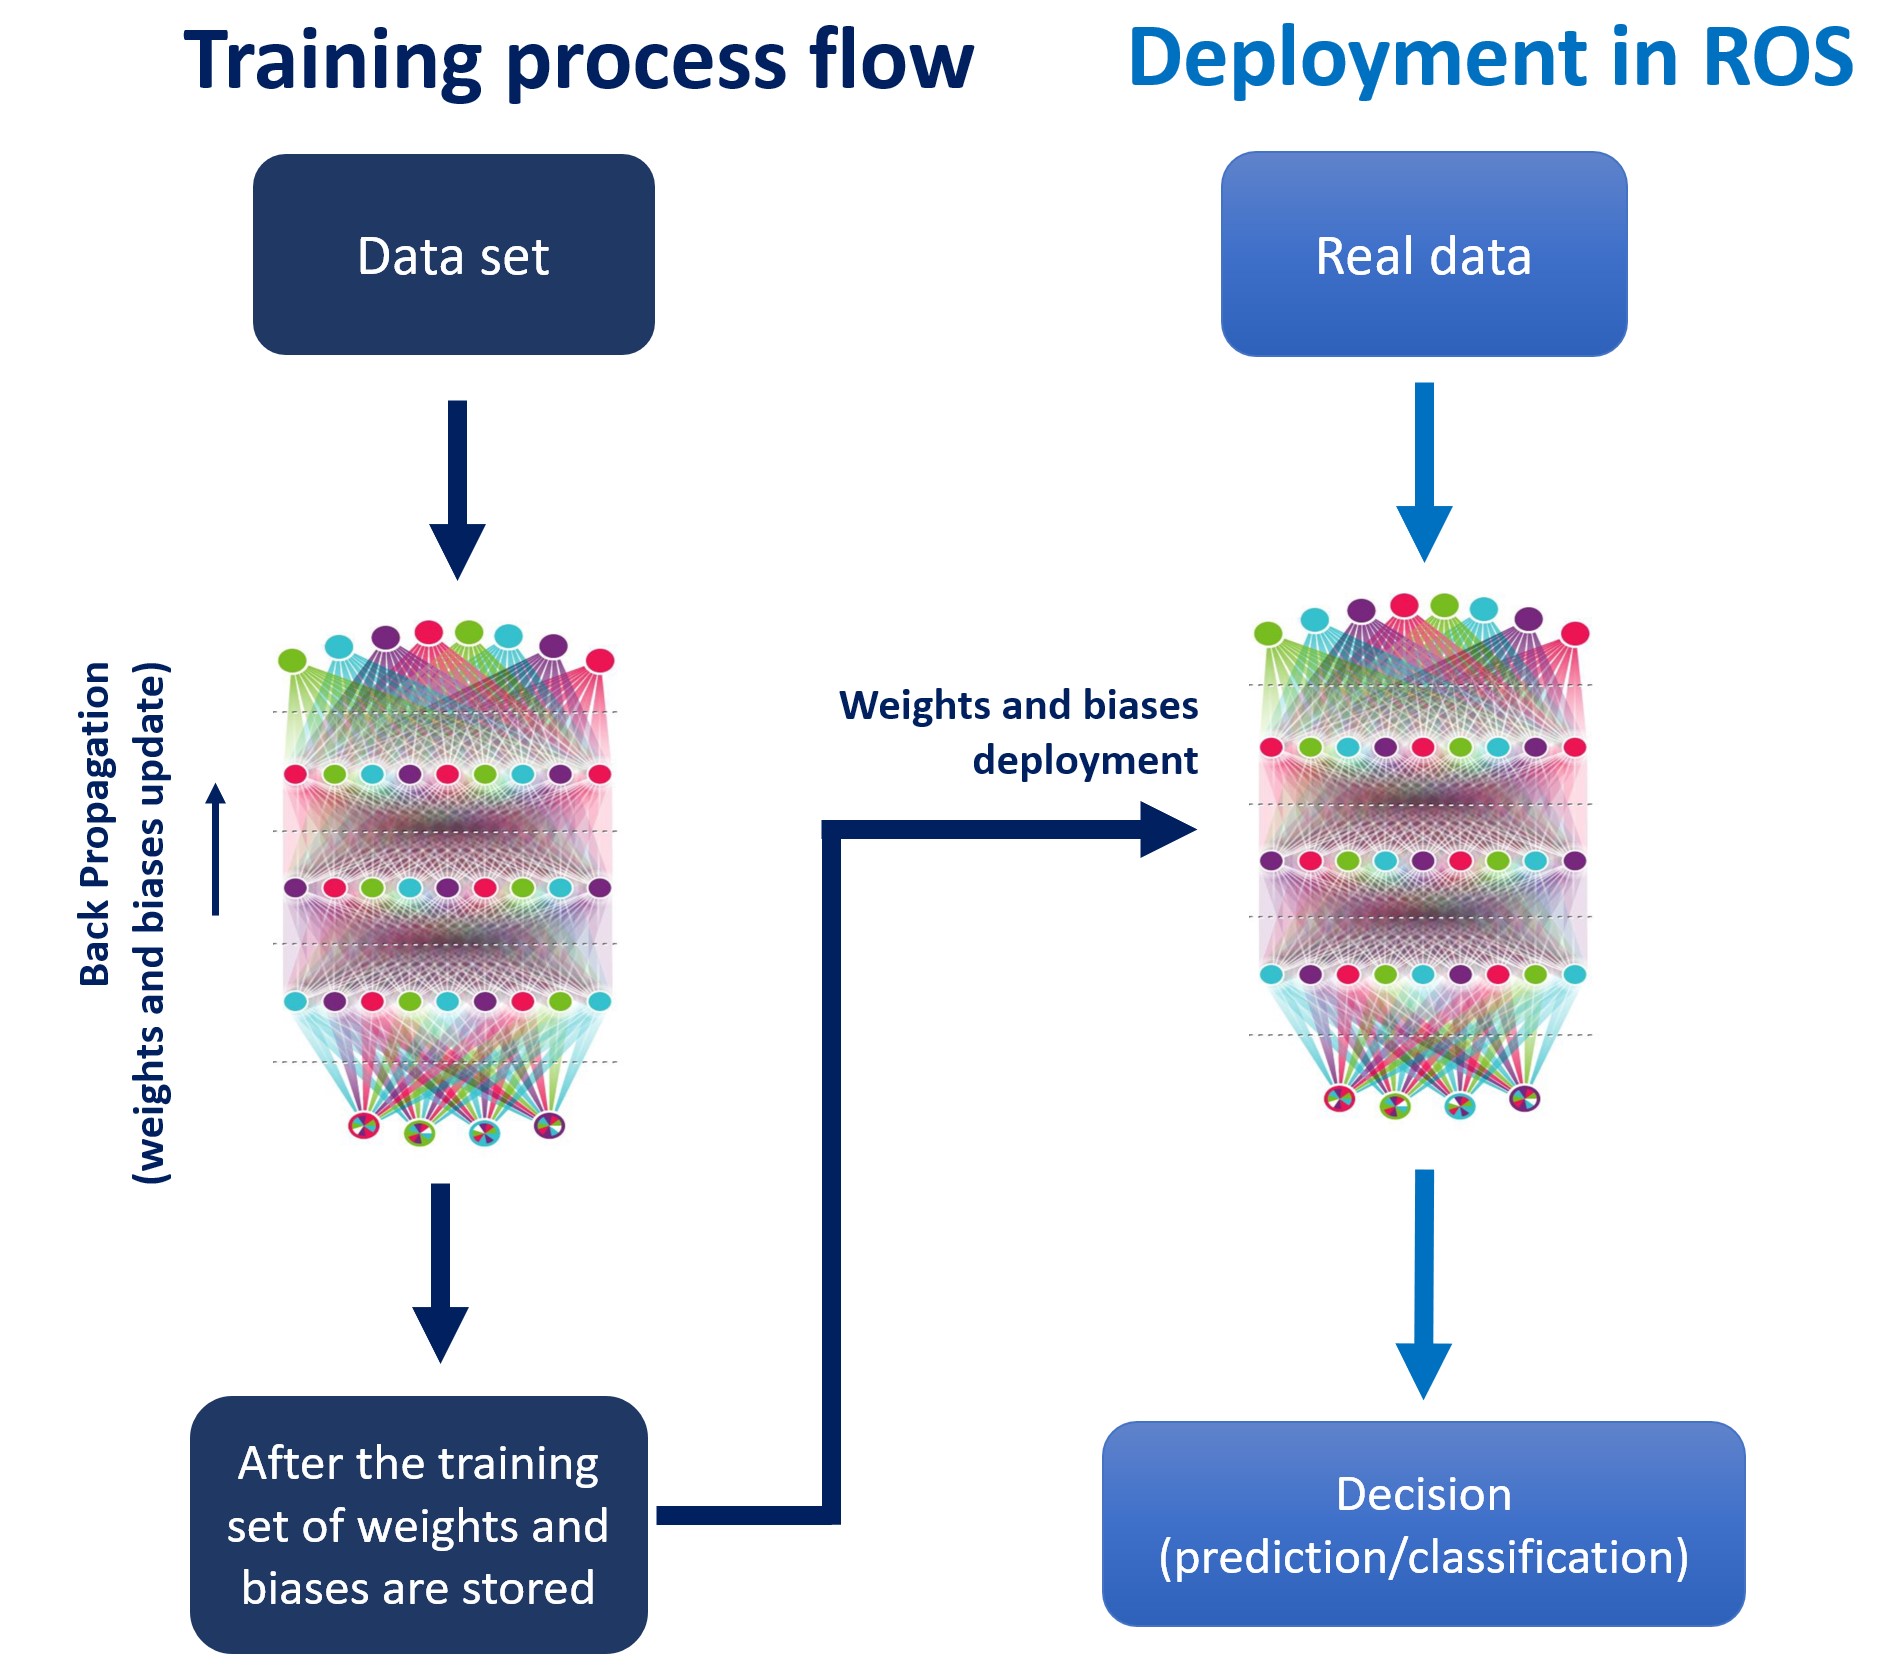 Training process flow
Deployment in ROS
Data set
Real data
Back Propagation
(weights and biases update)
Weights and biases
deployment
After the training
set of weights and
biases are stored
Decision
(prediction/classification)